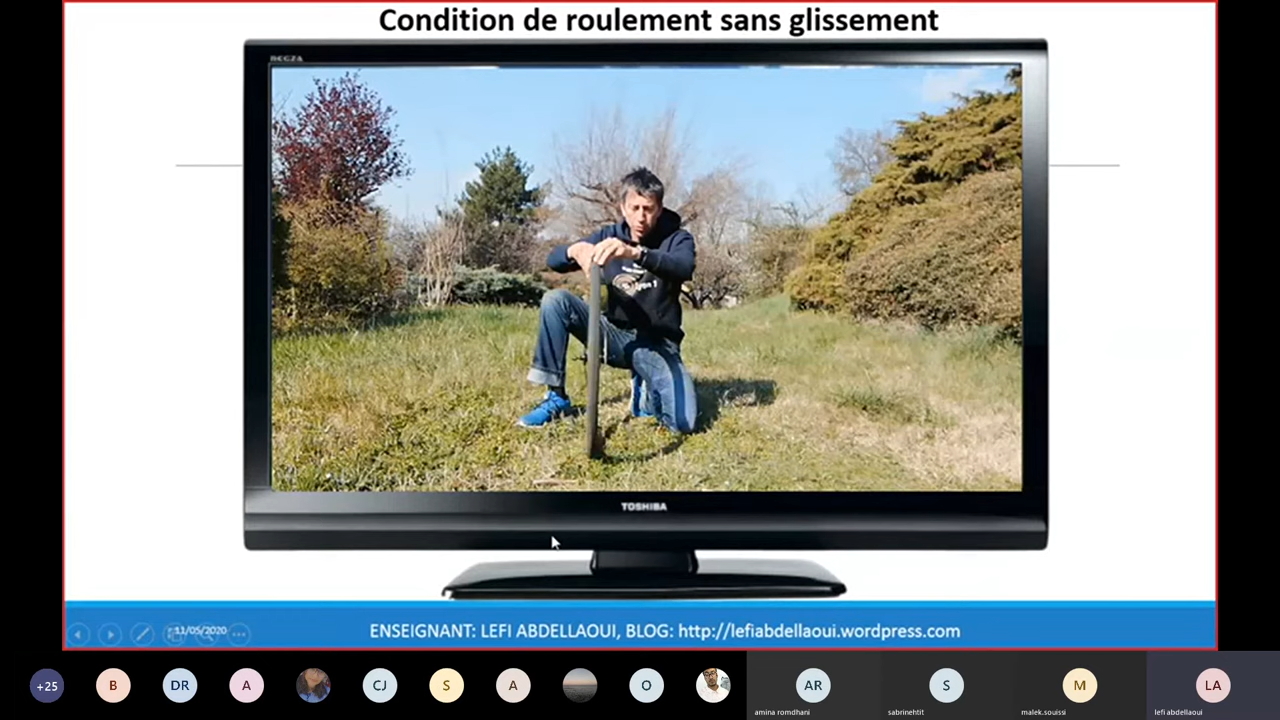 Condition de roulement sans glissement
REGZA
TOSHIBA
11/05/2020
ENSEIGNANT: LEFI ABDELLAOUI, BLOG: http://lefiabdellaoui.wordpress.com
+25
B
DR
A
CJ
S
A
O
AR
S
M
LA
amina romdhani
sabrinehtit
malek.souissi
lefi abdellaoui